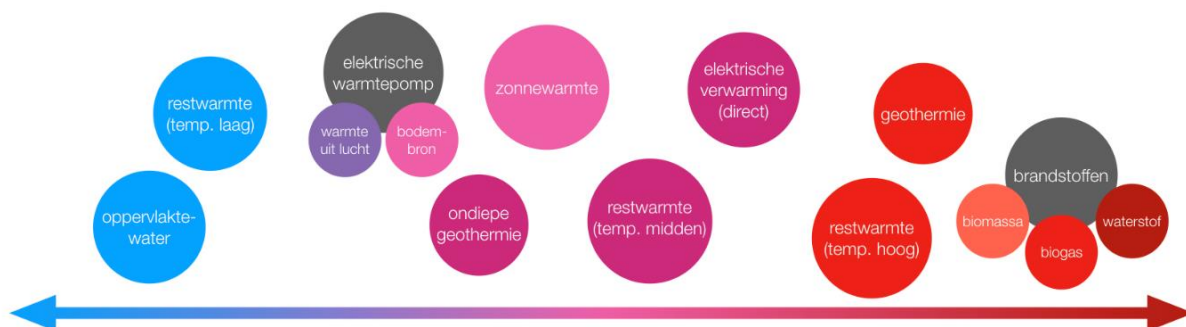 oppervlakte-
water
restwarmte
(temp. laag)
elektrische
warmtepomp
warmte
uit lucht
bodem-
bron
ondiepe
geothermie
zonnewarmte
restwarmte
(temp. midden)
elektrische
verwarming
(direct)
restwarmte
(temp. hoog)
geothermie
brandstoffen
biomassa
biogas
waterstof